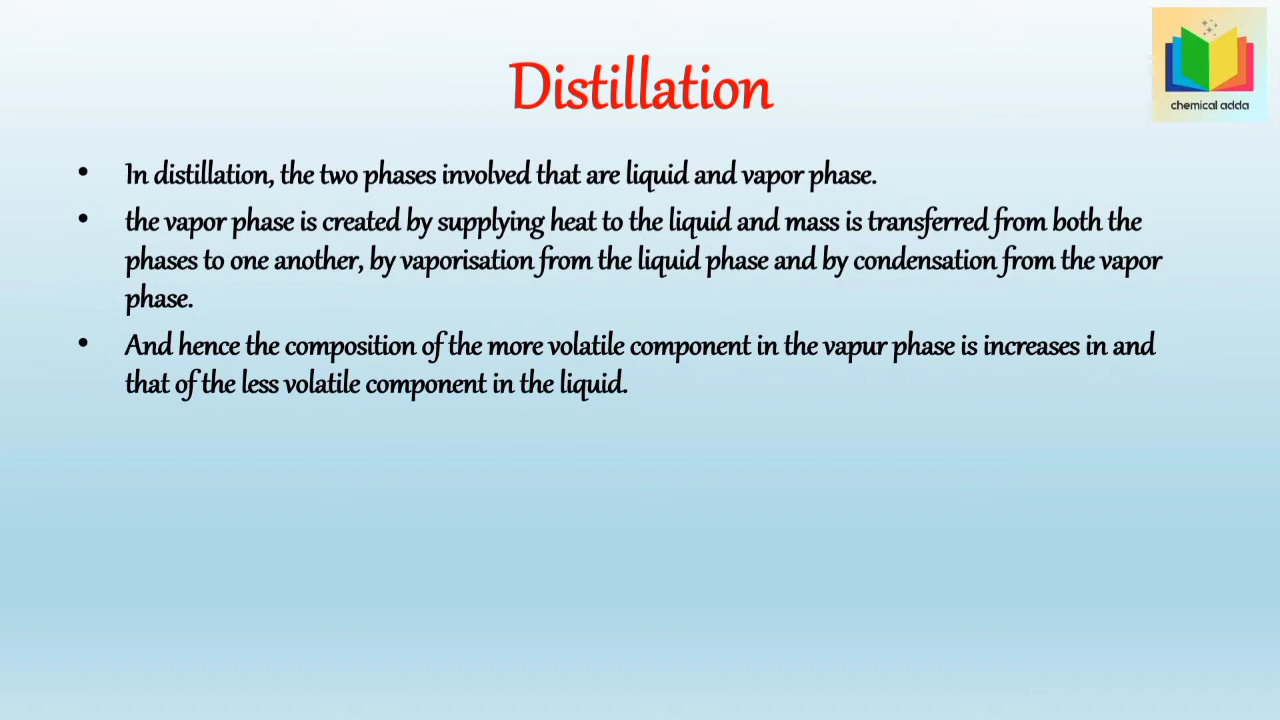 Distillation
chemical adda
• In distillation, the two phases involved that are liquid and vapor phase.
• the vapor phase is created by supplying heat to the liquid and mass is transferred from both the
phases to one another, by vaporisation from the liquid phase and by condensation from the vapor
phase.
• And hence the composition of the more volatile component in the vapur phase is increases in and
that of the less volatile component in the liquid.